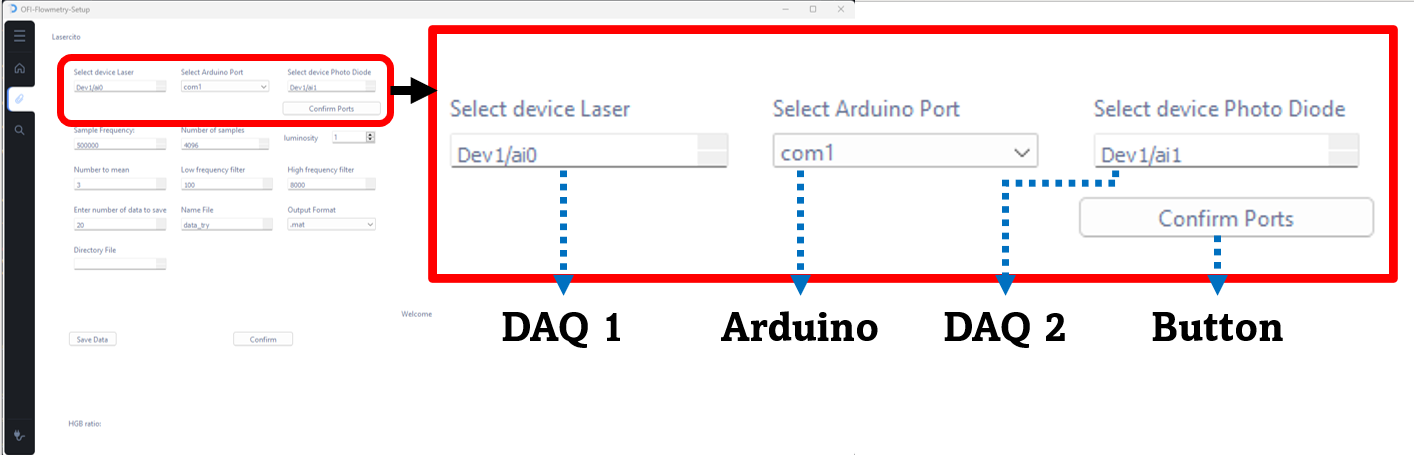 OFI-Flowmetry-Setup
Lasercito
Select device Laser
Select Arduino Port
Select device Photo Diode
Dev1/ai0
com1
Dev1/ai1
Confirm Ports
Sample Frequency:
Number of samples
luminosity
1
500000
4096
Number to mean
Low frequency filter
High frequency filter
3
100
8000
Enter number of data to save
Name File
Output Format
20
data_try
.mat
Directory File
Welcome
Save Data
Confirm
HGB ratio:
Select device Laser
Select Arduino Port
Select device Photo Diode
Dev1/ai0
com1
Dev1/ai1
Confirm Ports
DAQ 1
Arduino
DAQ 2
Button